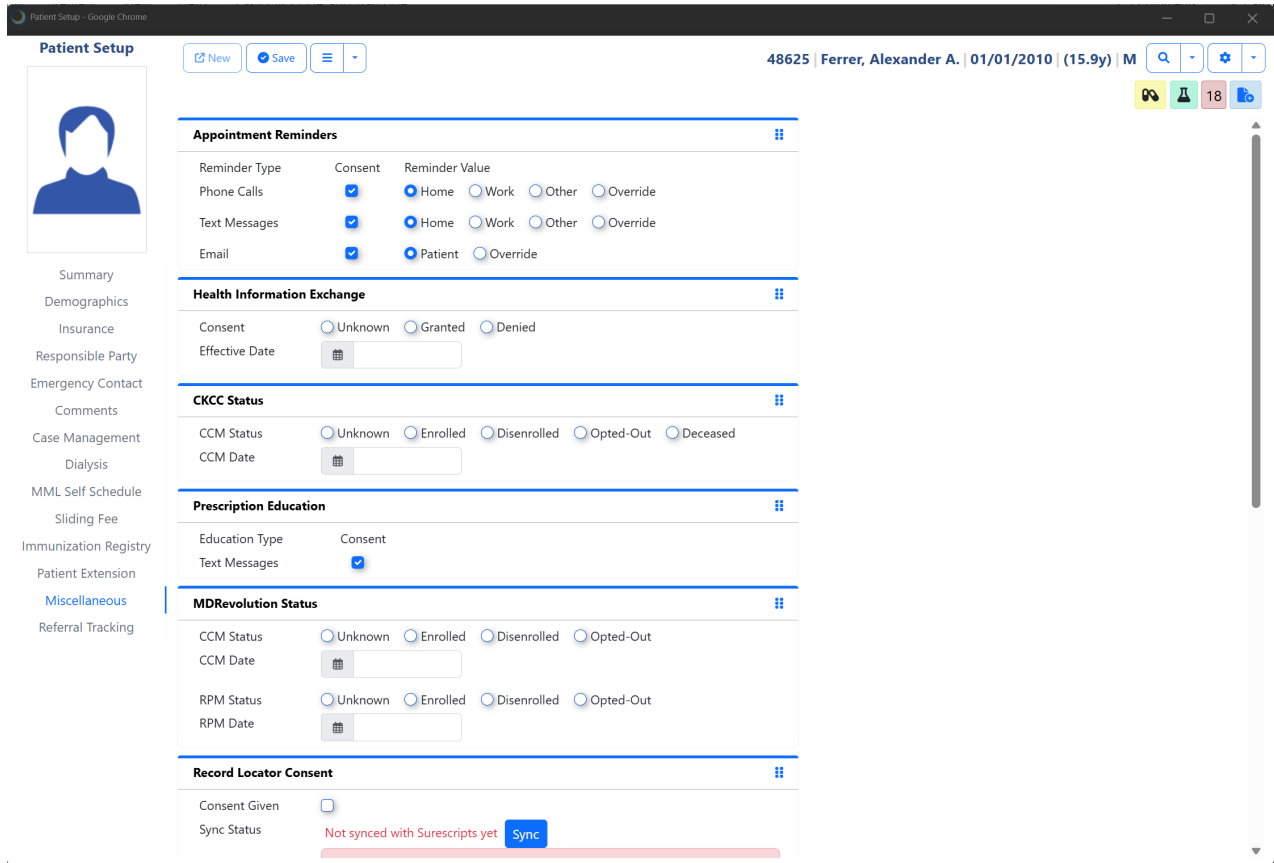 Patient Setup - Google Chrome
Patient Setup
New
Save
48625 | Ferrer, Alexander A. | 01/01/2010 | (15.9y) | M
18
Summary
Demographics
Insurance
Responsible Party
Emergency Contact
Comments
Case Management
Dialysis
MML Self Schedule
Sliding Fee
Immunization Registry
Patient Extension
Miscellaneous
Referral Tracking
Appointment Reminders
Reminder Type Consent Reminder Value
Phone Calls Home Work Other Override
Text Messages Home Work Other Override
Email Patient Override
Health Information Exchange
Consent Unknown Granted Denied
Effective Date
CKCC Status
CCM Status Unknown Enrolled Disenrolled Opted-Out Deceased
CCM Date
Prescription Education
Education Type Consent
Text Messages
MDRevolution Status
CCM Status Unknown Enrolled Disenrolled Opted-Out
CCM Date
RPM Status Unknown Enrolled Disenrolled Opted-Out
RPM Date
Record Locator Consent
Consent Given
Sync Status Not synced with Surescripts yet Sync